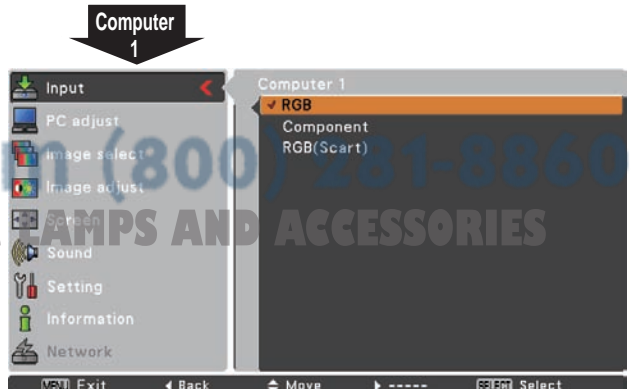 Computer
1
Input
Computer 1
RGB
PC adjust
Component
Image select
RGB(Scart)
(800) 281-8860
Image adjust
Screen
LAMPS AND ACCESSORIES
Sound
Setting
Information
Network
MENU Exit
Back
Move
-----
SELECT Select